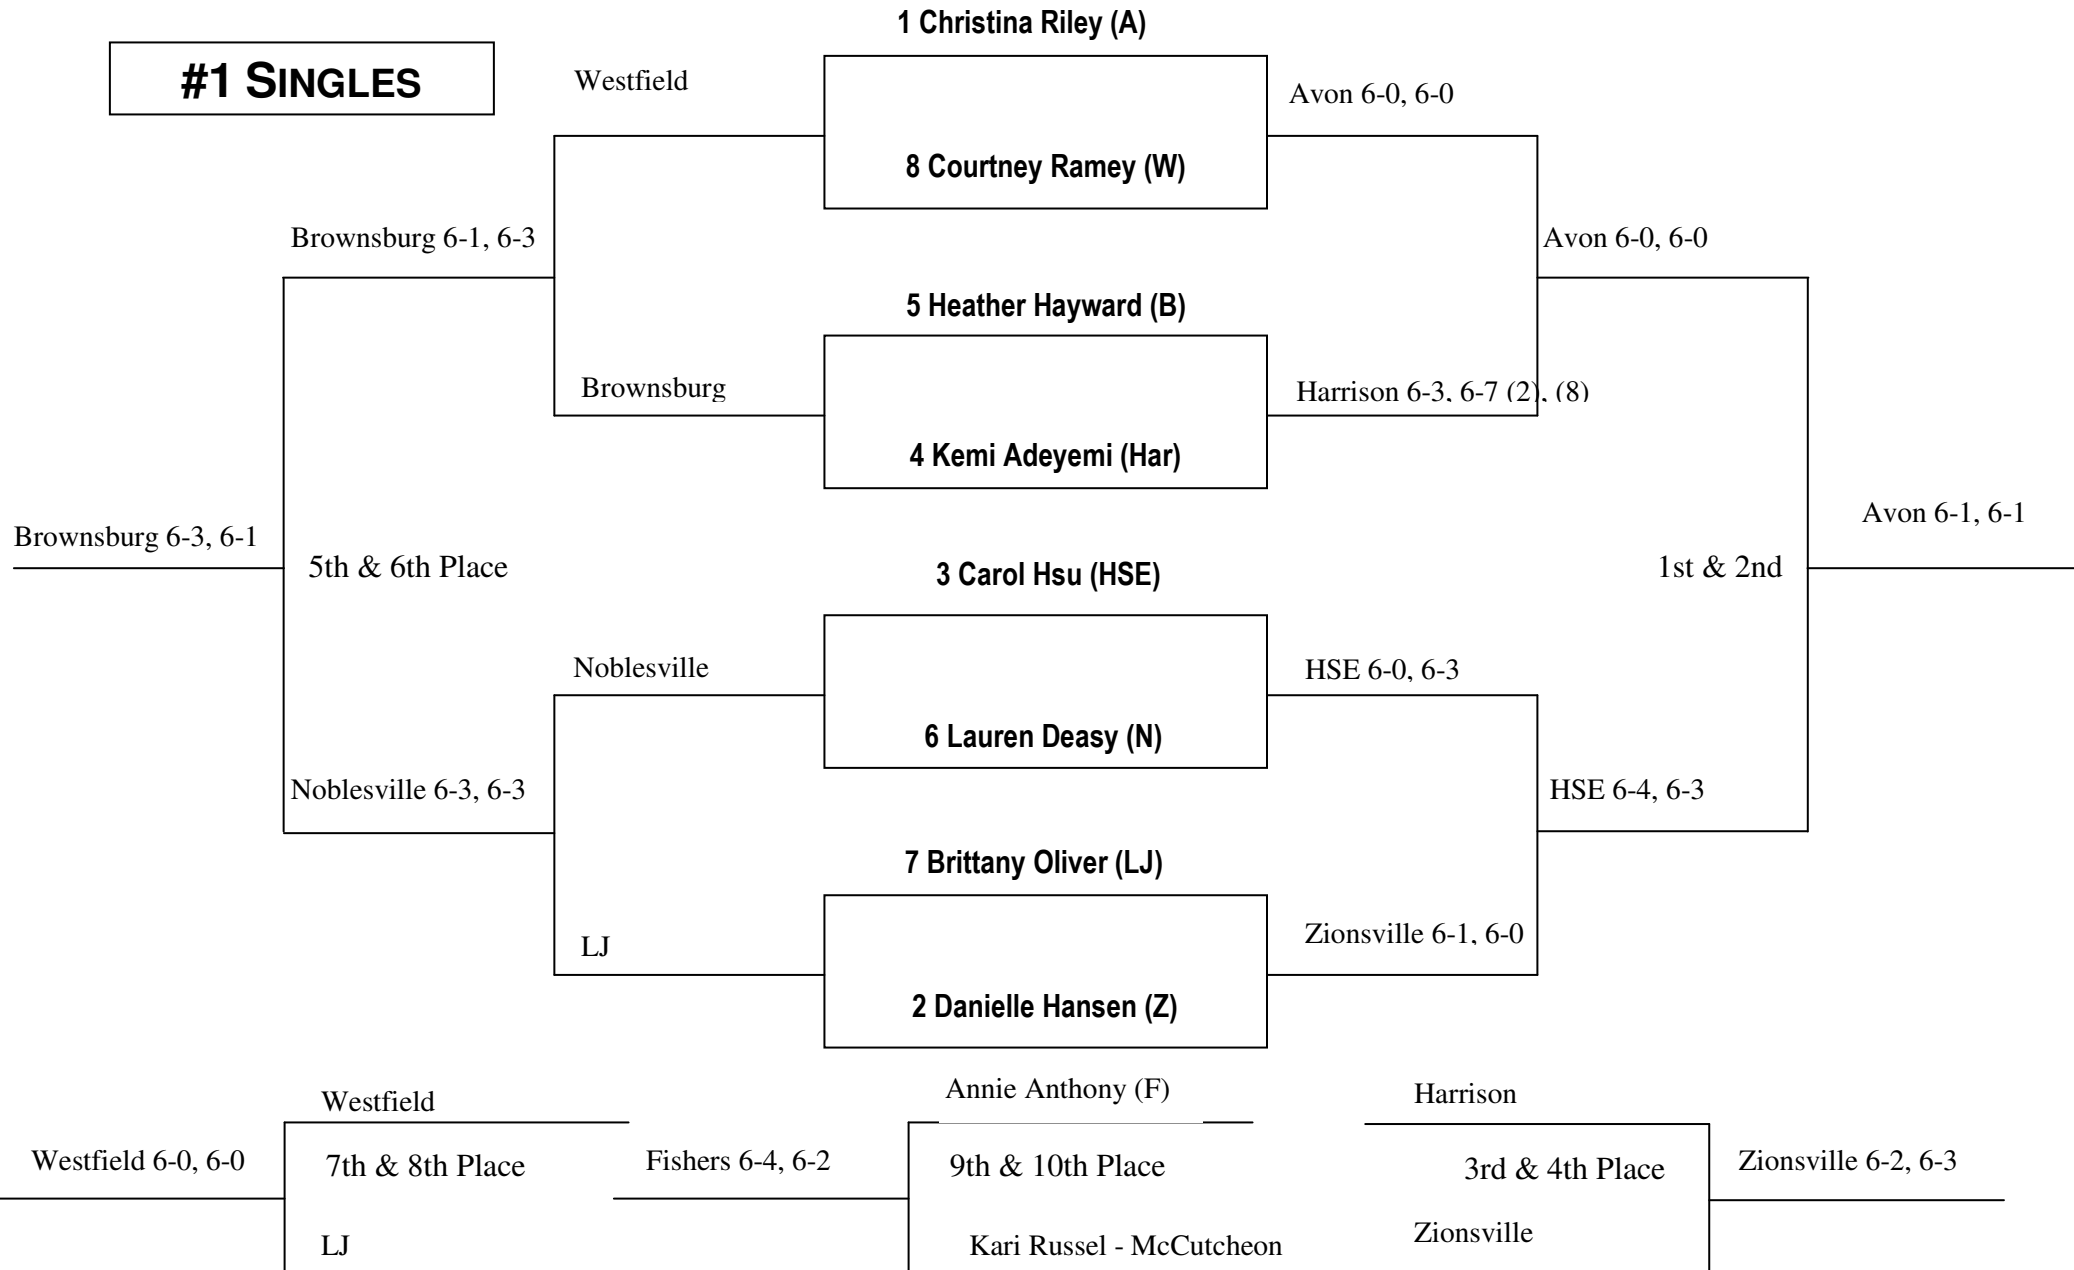 1 Christina Riley (A)
#1 SINGLES
Westfield
Avon 6-0, 6-0
8 Courtney Ramey (W)
Brownsburg 6-1, 6-3
Avon 6-0, 6-0
5 Heather Hayward (B)
Brownsburg
Harrison 6-3, 6-7 (2), (8)
4 Kemi Adeyemi (Har)
Brownsburg 6-3, 6-1
Avon 6-1, 6-1
5th & 6th Place
3 Carol Hsu (HSE)
1st & 2nd
Noblesville
HSE 6-0, 6-3
6 Lauren Deasy (N)
Noblesville 6-3, 6-3
HSE 6-4, 6-3
7 Brittany Oliver (LJ)
LJ
Zionsville 6-1, 6-0
2 Danielle Hansen (Z)
Westfield
Annie Anthony (F)
Harrison
Westfield 6-0, 6-0
7th & 8th Place
Fishers 6-4, 6-2
9th & 10th Place
3rd & 4th Place
Zionsville 6-2, 6-3
LJ
Kari Russel - McCutcheon
Zionsville